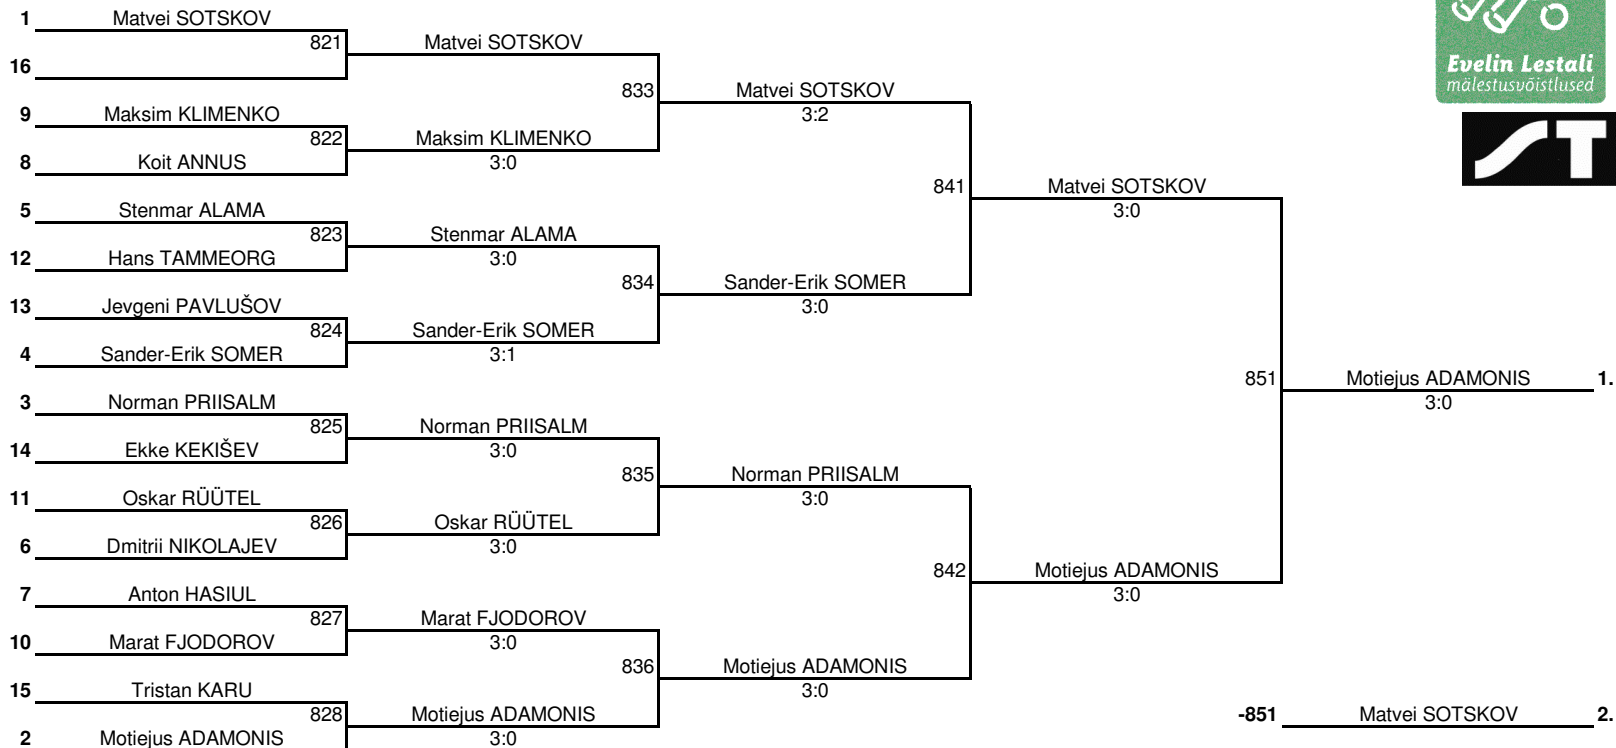 1 Matvei SOTSKOV
821 Matvei SOTSKOV
16
833 Matvei SOTSKOV
3:2
9 Maksim KLIMENKO
822 Maksim KLIMENKO
3:0
8 Koit ANNUS
841 Matvei SOTSKOV
3:0
5 Stenmar ALAMA
823 Stenmar ALAMA
3:0
12 Hans TAMMEORG
834 Sander-Erik SOMER
3:0
13 Jevgeni PAVLUŠOV
824 Sander-Erik SOMER
3:1
4 Sander-Erik SOMER
851 Motiejus ADAMONIS 1.
3:0
3 Norman PRIISALM
825 Norman PRIISALM
3:0
14 Ekke KEKIŠEV
835 Norman PRIISALM
3:0
11 Oskar RÜÜTEL
826 Oskar RÜÜTEL
3:0
6 Dmitrii NIKOLAJEV
842 Motiejus ADAMONIS
3:0
7 Anton HASIUL
827 Marat FJODOROV
3:0
10 Marat FJODOROV
836 Motiejus ADAMONIS
3:0
15 Tristan KARU
828 Motiejus ADAMONIS
3:0
2 Motiejus ADAMONIS
-851 Matvei SOTSKOV 2.
Evelin Lestali
mälestusvõistlused
ST